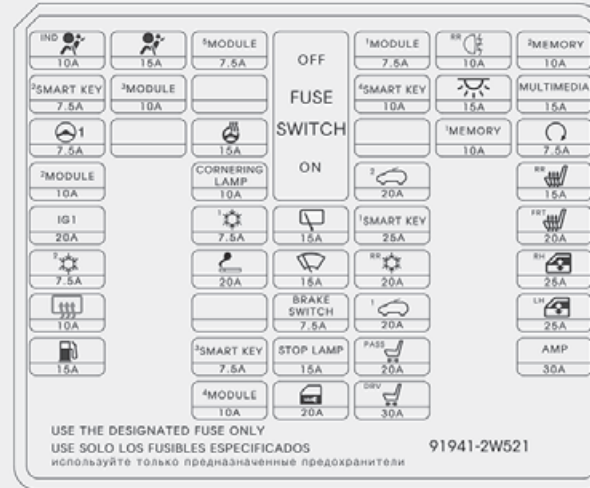 IND 10A
15A
⁵MODULE 7.5A
OFF
FUSE
SWITCH
ON
¹MODULE 7.5A
RR 10A
²MEMORY 10A
²SMART KEY 7.5A
³MODULE 10A
⁴SMART KEY 10A
15A
MULTIMEDIA 15A
1 7.5A
15A
¹MEMORY 10A
7.5A
²MODULE 10A
CORNERING
LAMP
10A
2 20A
RR 15A
IG1 20A
1 7.5A
15A
¹SMART KEY 25A
FRT 20A
2 7.5A
20A
15A
RR 20A
RH 25A
10A
BRAKE
SWITCH
7.5A
1 20A
LH 25A
15A
³SMART KEY 7.5A
STOP LAMP 15A
PASS 20A
AMP 30A
⁴MODULE 10A
20A
DRV 30A
USE THE DESIGNATED FUSE ONLY
USE SOLO LOS FUSIBLES ESPECIFICADOS
используйте только предназначенные предохранители
91941-2W521